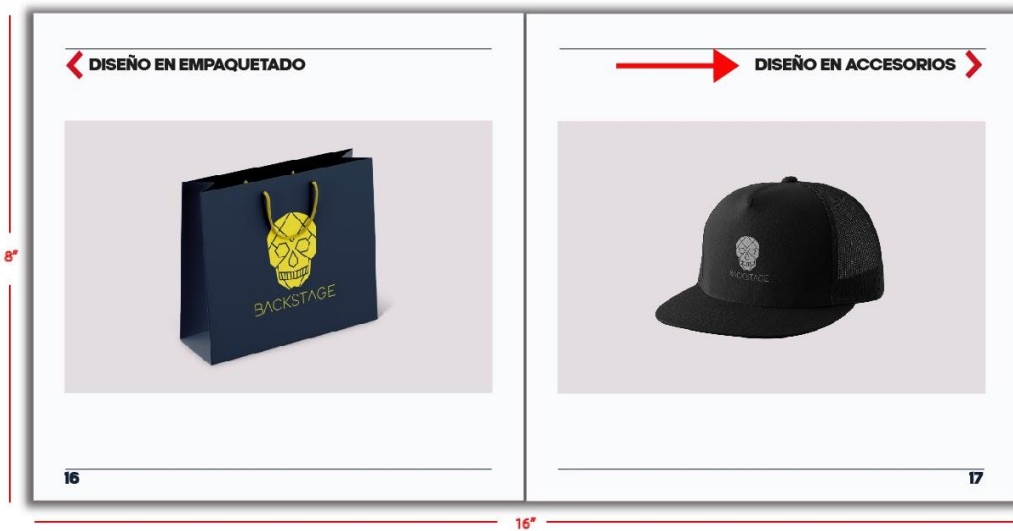 DISEÑO EN EMPAQUETADO
DISEÑO EN ACCESORIOS
BACKSTAGE
BACKSTAGE
8"
16
17
16"